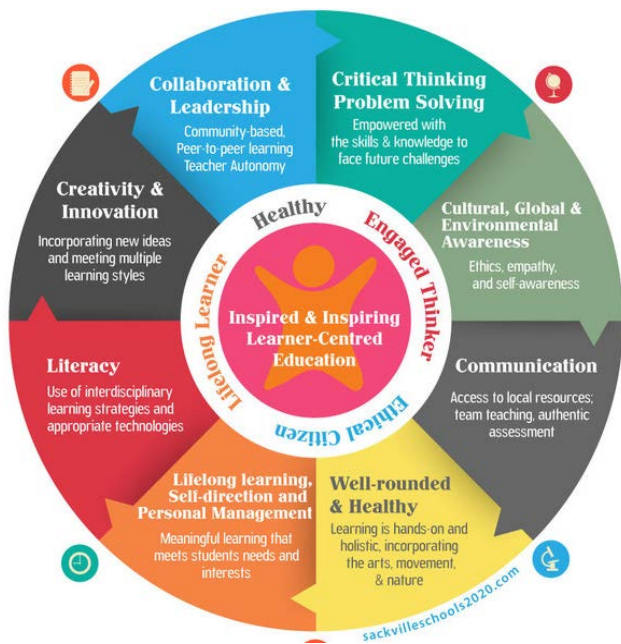 Collaboration &
Leadership
Community-based,
Peer-to-peer learning
Teacher Autonomy
Critical Thinking
Problem Solving
Empowered with
the skills & knowledge to
face future challenges
Cultural, Global &
Environmental
Awareness
Ethics, empathy,
and self-awareness
Communication
Access to local resources;
team teaching, authentic
assessment
Well-rounded
& Healthy
Learning is hands-on and
holistic, incorporating
the arts, movement,
& nature
Lifelong learning,
Self-direction and
Personal Management
Meaningful learning that
meets students needs and
interests
Literacy
Use of interdisciplinary
learning strategies and
appropriate technologies
Creativity &
Innovation
Incorporating new ideas
and meeting multiple
learning styles
Healthy
Engaged Thinker
Ethical Citizen
Lifelong Learner
Inspired & Inspiring
Learner-Centred
Education
sackvilleschools2020.com